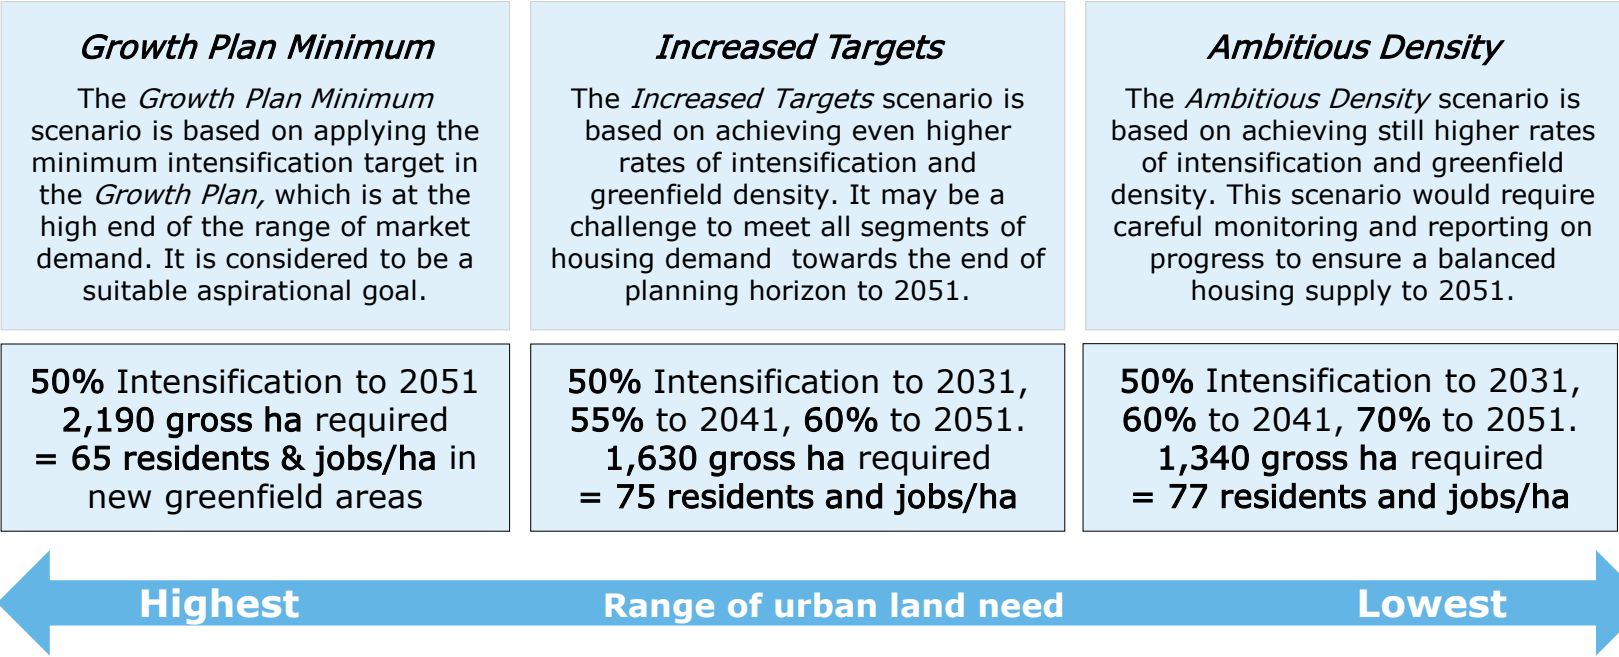 Growth Plan Minimum
The Growth Plan Minimum
scenario is based on applying the
minimum intensification target in
the Growth Plan, which is at the
high end of the range of market
demand. It is considered to be a
suitable aspirational goal.
50% Intensification to 2051
2,190 gross ha required
= 65 residents & jobs/ha in
new greenfield areas
Increased Targets
The Increased Targets scenario is
based on achieving even higher
rates of intensification and
greenfield density. It may be a
challenge to meet all segments of
housing demand  towards the end of
planning horizon to 2051.
50% Intensification to 2031,
55% to 2041, 60% to 2051.
1,630 gross ha required
= 75 residents and jobs/ha
Ambitious Density
The Ambitious Density scenario is
based on achieving still higher rates
of intensification and greenfield
density. This scenario would require
careful monitoring and reporting on
progress to ensure a balanced
housing supply to 2051.
50% Intensification to 2031,
60% to 2041, 70% to 2051.
1,340 gross ha required
= 77 residents and jobs/ha
Highest
Range of urban land need
Lowest